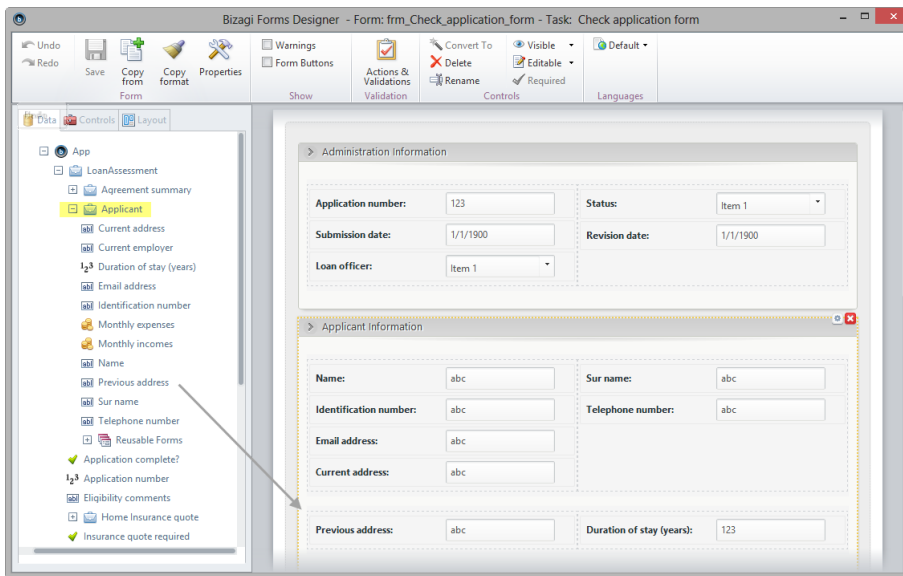 Bizagi Forms Designer - Form: frm_Check_application_form - Task: Check application form
Undo
Redo
Save
Copy from
Copy format
Properties
Form
Warnings
Form Buttons
Show
Actions & Validations
Validation
Convert To
Delete
Rename
Visible
Editable
Required
Controls
Default
Languages
Data Controls Layout
App
LoanAssessment
Agreement summary
Applicant
Current address
Current employer
Duration of stay (years)
Email address
Identification number
Monthly expenses
Monthly incomes
Name
Previous address
Sur name
Telephone number
Reusable Forms
Application complete?
Application number
Eligibility comments
Home Insurance quote
Insurance quote required
Administration Information
Application number: 123 Status: Item 1
Submission date: 1/1/1900 Revision date: 1/1/1900
Loan officer: Item 1
Applicant Information
Name: abc Sur name: abc
Identification number: abc Telephone number: abc
Email address: abc
Current address: abc
Previous address: abc Duration of stay (years): 123